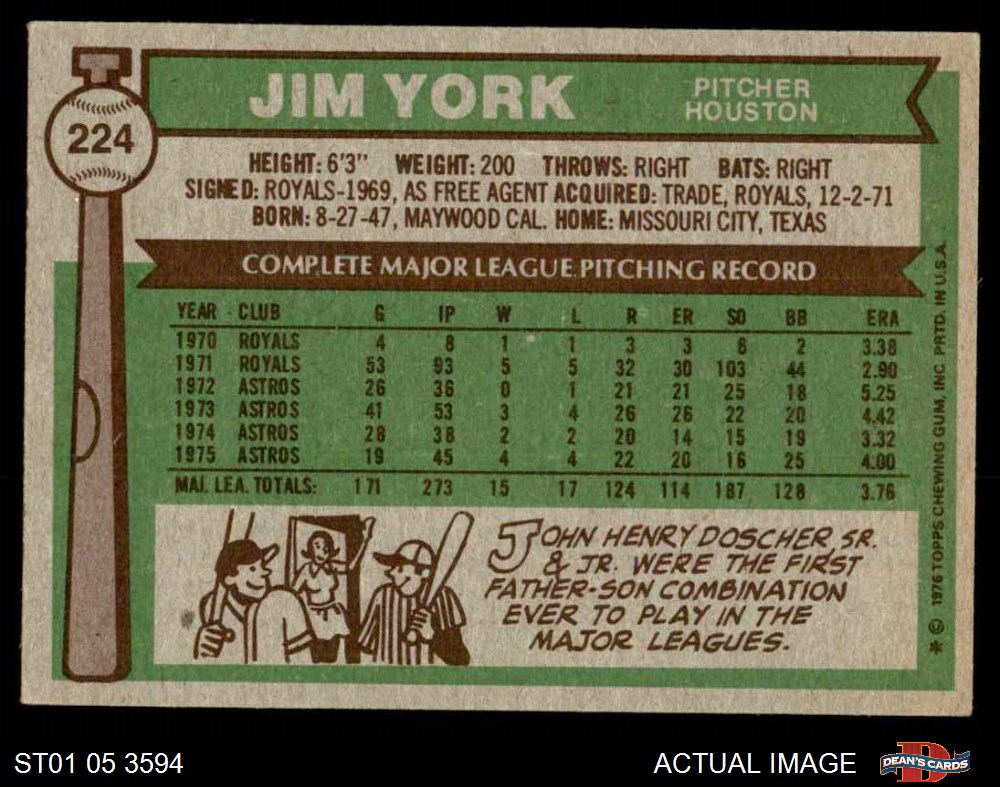 JIM YORK
PITCHER
HOUSTON
224
HEIGHT: 6'3" WEIGHT: 200 THROWS: RIGHT BATS: RIGHT
SIGNED: ROYALS-1969, AS FREE AGENT ACQUIRED: TRADE, ROYALS, 12-2-71
BORN: 8-27-47, MAYWOOD CAL. HOME: MISSOURI CITY, TEXAS
COMPLETE MAJOR LEAGUE PITCHING RECORD
YEAR CLUB G IP W L R ER SO BB ERA
1970 ROYALS 4 8 1 1 3 3 6 2 3.38
1971 ROYALS 53 93 5 5 32 30 103 44 2.90
1972 ASTROS 26 36 0 1 21 21 25 18 5.25
1973 ASTROS 41 53 3 4 26 26 22 20 4.42
1974 ASTROS 28 38 2 2 20 14 15 19 3.32
1975 ASTROS 19 45 4 4 22 20 16 25 4.00
MAJ. LEA. TOTALS: 171 273 15 17 124 114 187 128 3.76
JOHN HENRY DOSCHER SR.
& JR. WERE THE FIRST
FATHER-SON COMBINATION
EVER TO PLAY IN THE
MAJOR LEAGUES.
* © 1976 TOPPS CHEWING GUM, INC PRTD. IN U.S.A.
ST01 05 3594
ACTUAL IMAGE
D
DEAN'S CARDS